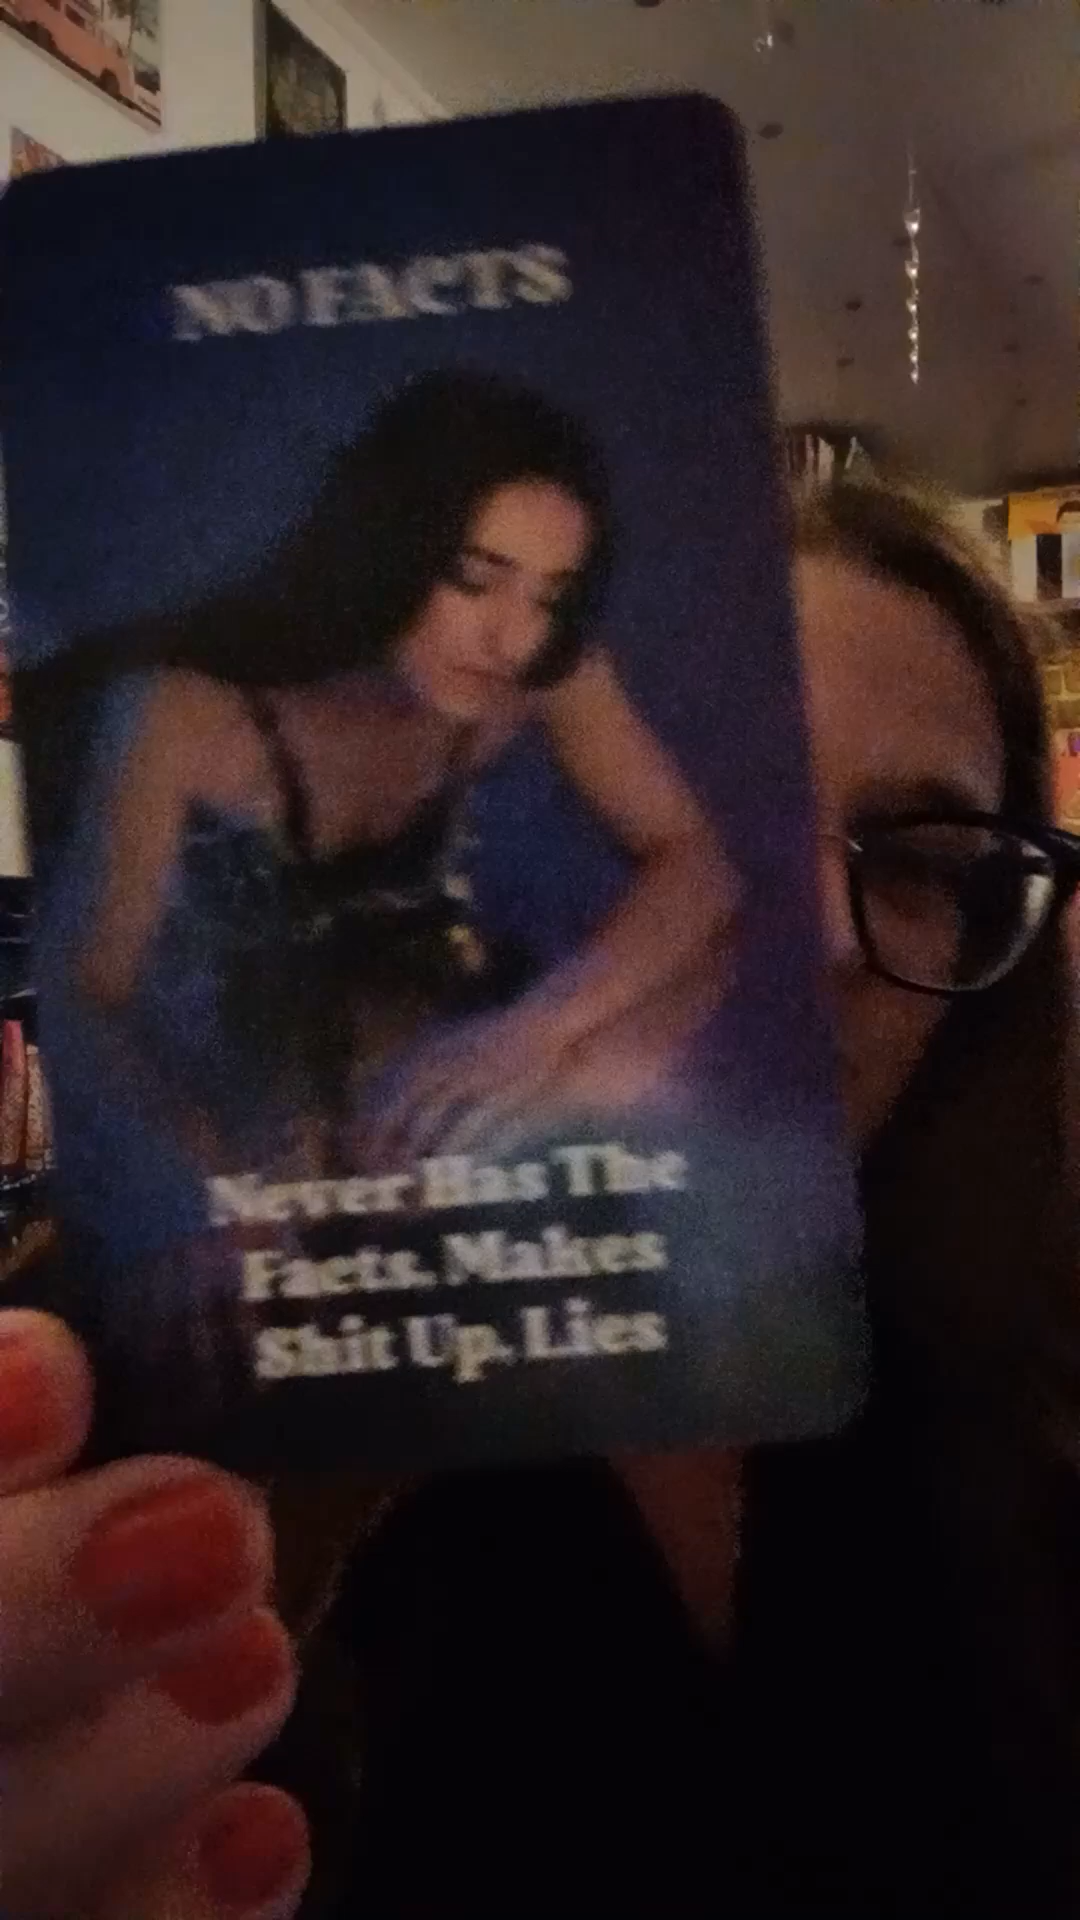 NO FACTS
Never Has The
Facts. Makes
Shit Up. Lies